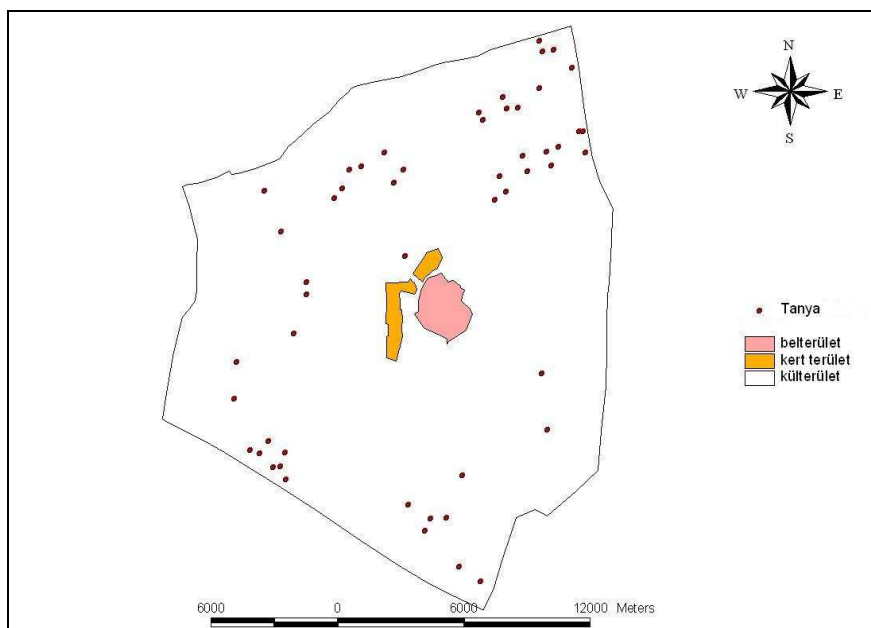 N
W E
S
Tanya
belterület
kert terület
külterület
6000 0 6000 12000 Meters